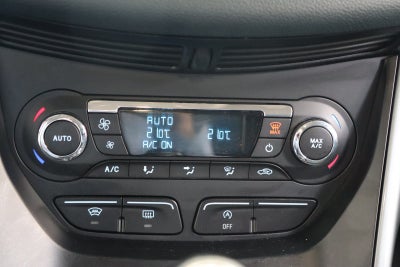 AUTO
21.0°C 21.0°C
A/C ON
AUTO
MAX
MAX A/C
A/C
A
OFF